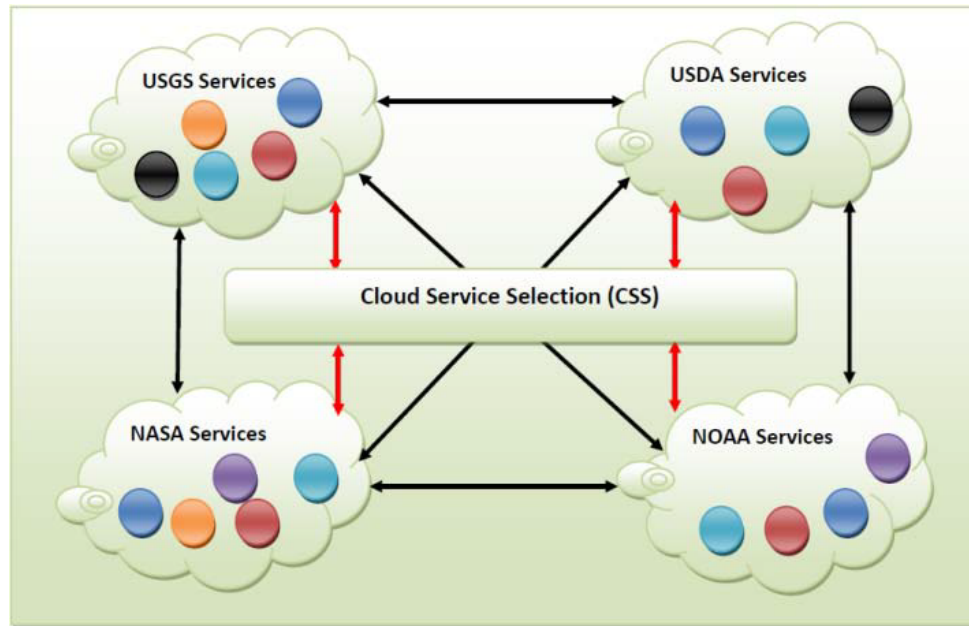 USGS Services
USDA Services
Cloud Service Selection (CSS)
NASA Services
NOAA Services